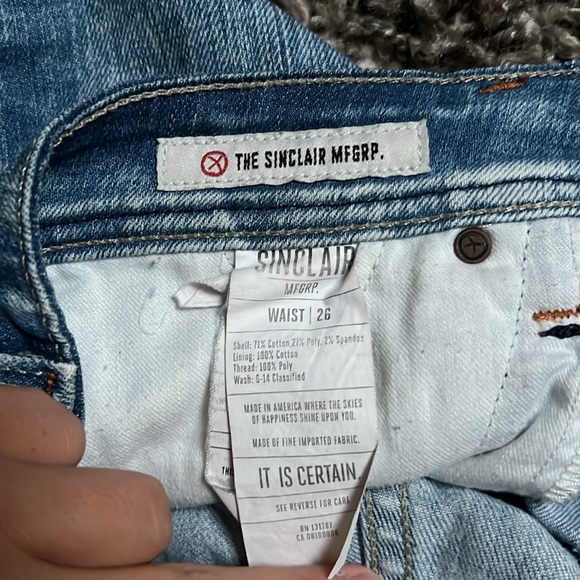 THE SINCLAIR MFGRP.
SINCLAIR
MFGRP.
WAIST | 26
Shell: 71% Cotton,27% Poly, 2% Spandex
Lining: 100% Cotton
Thread: 100% Poly
Wash: G-14 Classified
MADE IN AMERICA WHERE THE SKIES
OF HAPPINESS SHINE UPON YOU.
MADE OF FINE IMPORTED FABRIC.
IT IS CERTAIN.
SEE REVERSE FOR CARE
RN 131761